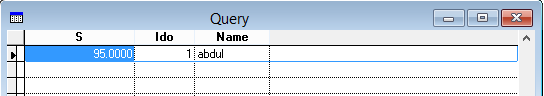 Query
S Ido Name
95.0000 1 abdul